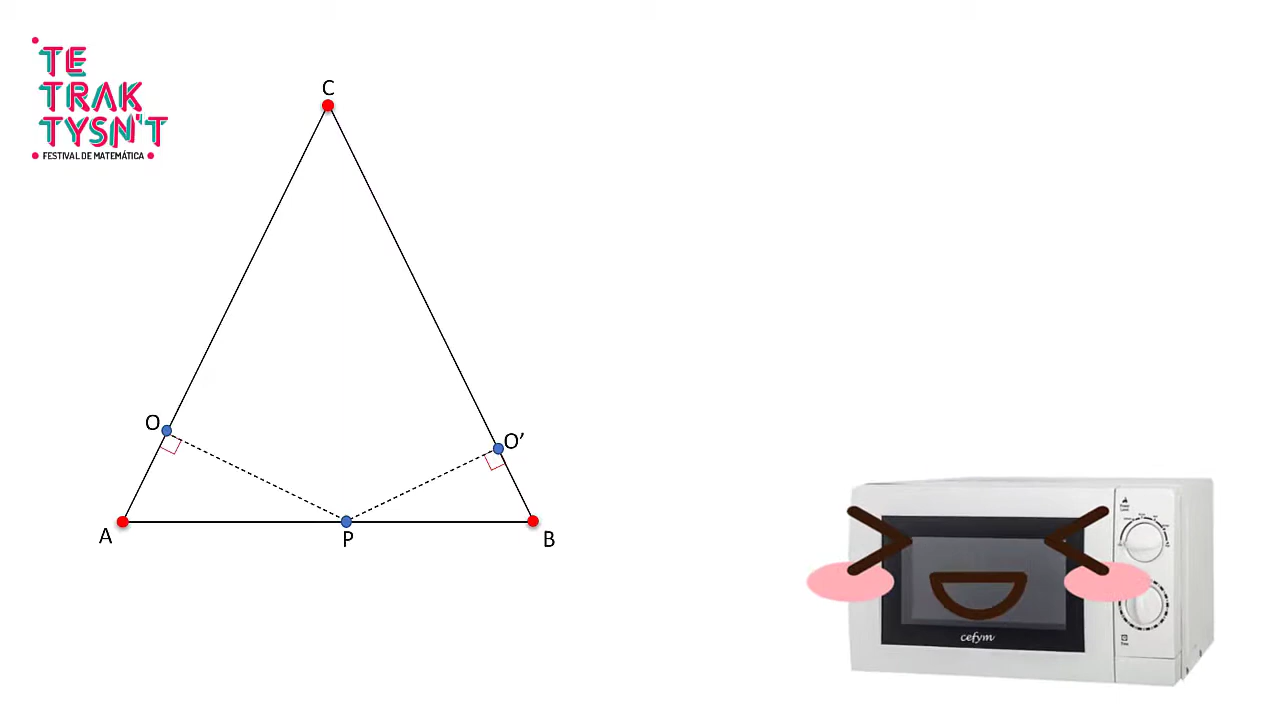 TE
TRAK
TYSN'T
FESTIVAL DE MATEMÁTICA
C
O
O’
A
P
B
cefym